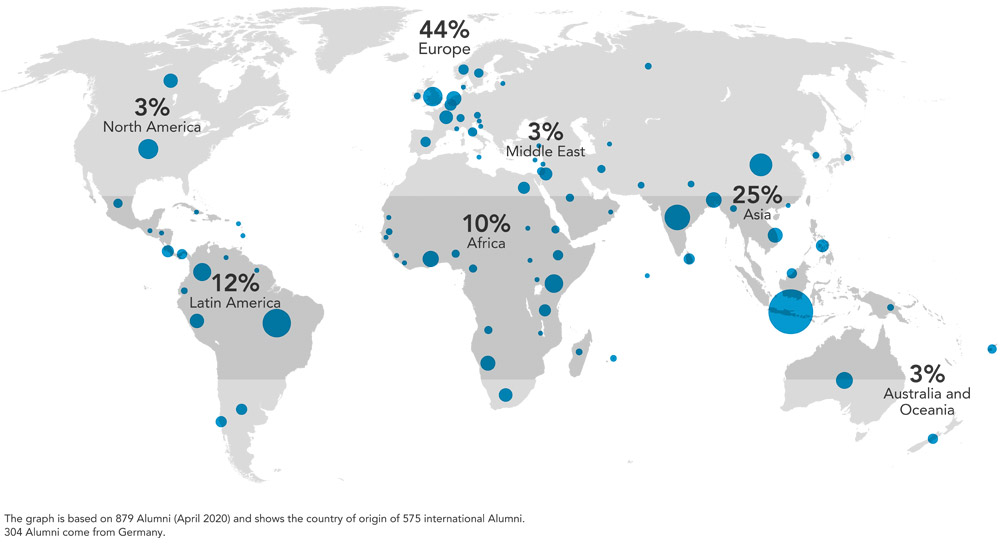 44%
Europe
3%
North America
3%
Middle East
25%
Asia
10%
Africa
12%
Latin America
3%
Australia and
Oceania
The graph is based on 879 Alumni (April 2020) and shows the country of origin of 575 international Alumni.
304 Alumni come from Germany.